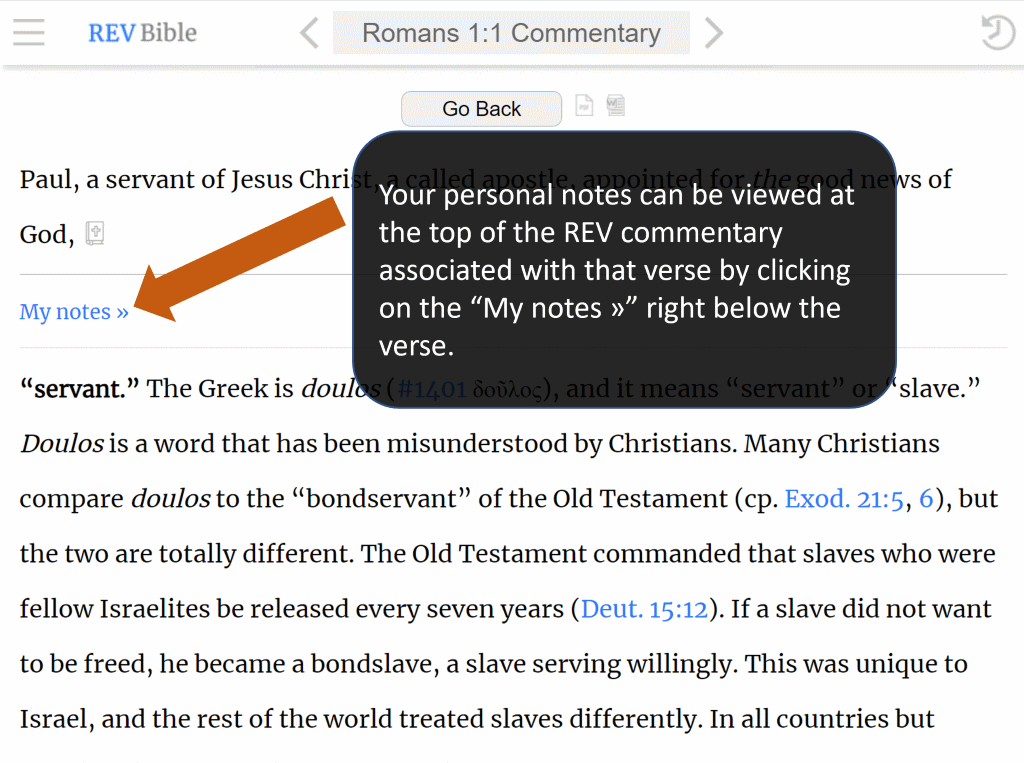 REV Bible
Romans 1:1 Commentary
Go Back
PDF
W
Paul, a servant of Jesus Christ, a called apostle, appointed for the good news of
God,
Your personal notes can be viewed at
the top of the REV commentary
associated with that verse by clicking
on the “My notes »” right below the
verse.
My notes »
“servant.” The Greek is doulos (#1401 δοῦλος), and it means “servant” or “slave.”
Doulos is a word that has been misunderstood by Christians. Many Christians
compare doulos to the “bondservant” of the Old Testament (cp. Exod. 21:5, 6), but
the two are totally different. The Old Testament commanded that slaves who were
fellow Israelites be released every seven years (Deut. 15:12). If a slave did not want
to be freed, he became a bondslave, a slave serving willingly. This was unique to
Israel, and the rest of the world treated slaves differently. In all countries but